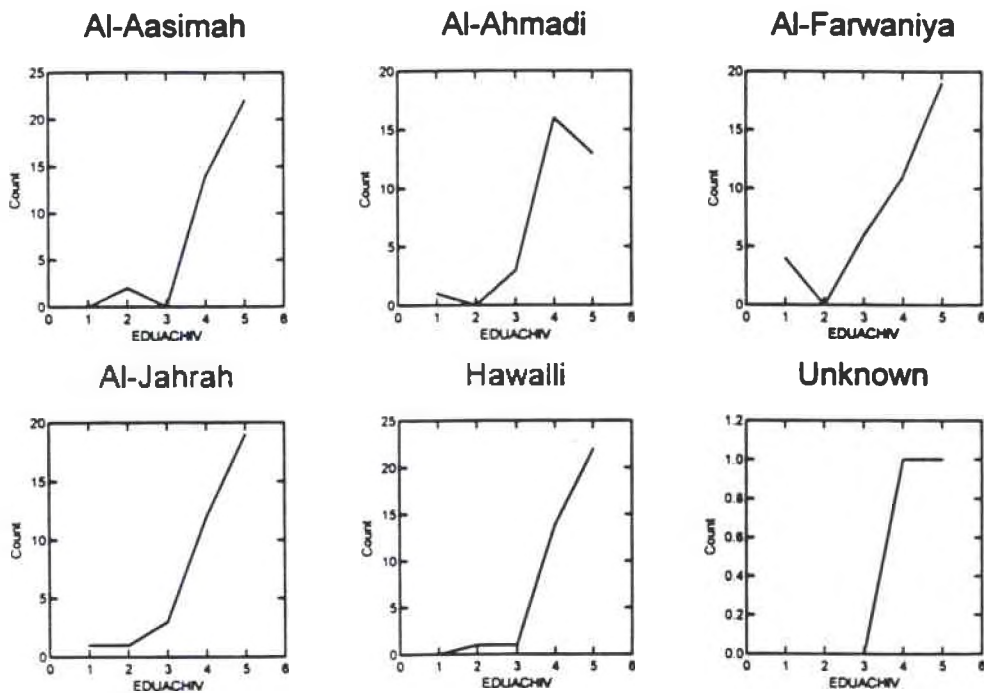 Al-Aasimah
25
20
15
10
5
0
Count
0 1 2 3 4 5 6
EDUACHIV
Al-Ahmadi
20
15
10
5
0
Count
0 1 2 3 4 5 6
EDUACHIV
Al-Farwaniya
20
15
10
5
0
Count
0 1 2 3 4 5 6
EDUACHIV
Al-Jahrah
20
15
10
5
0
Count
0 1 2 3 4 5 6
EDUACHIV
Hawalli
25
20
15
10
5
0
Count
0 1 2 3 4 5 6
EDUACHIV
Unknown
1.2
1.0
0.8
0.6
0.4
0.2
0.0
Count
0 1 2 3 4 5 6
EDUACHIV